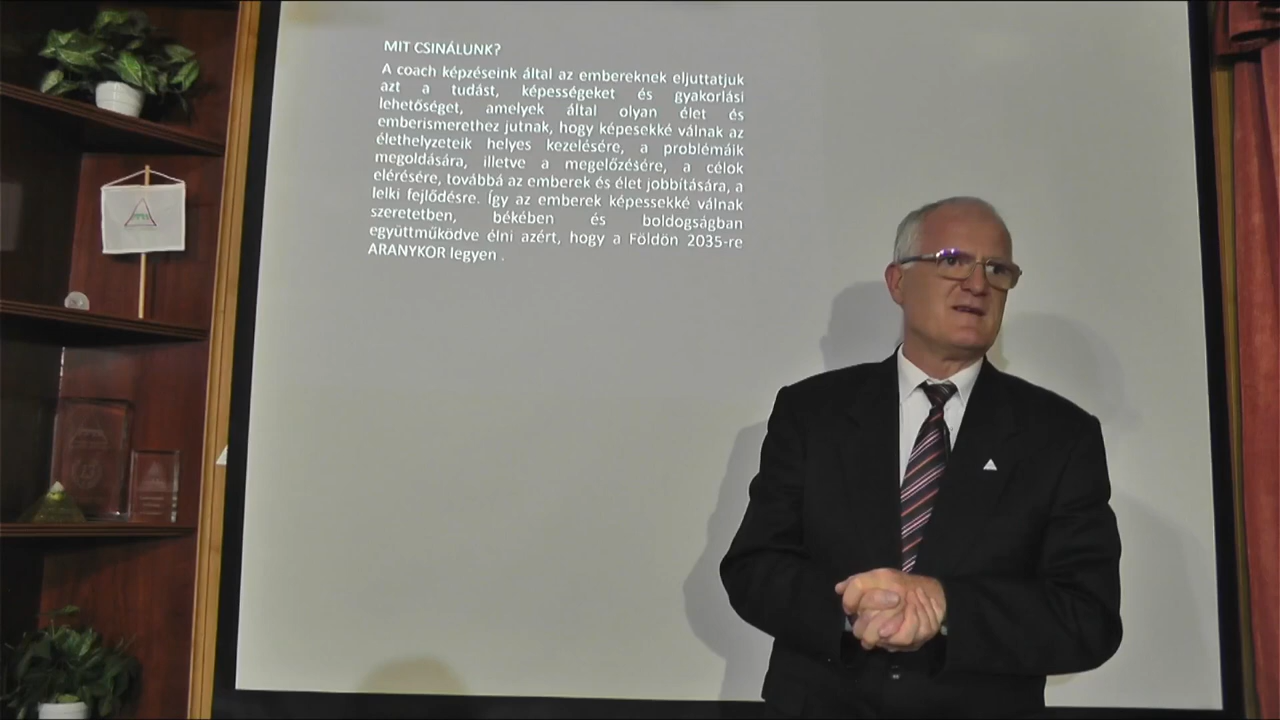 MIT CSINÁLUNK?
A coach képzéseink által az embereknek eljuttatjuk
azt a tudást, képességeket és gyakorlási
lehetőséget, amelyek által olyan élet és
emberismerethez jutnak, hogy képesekké válnak az
élethelyzeteik helyes kezelésére, a problémáik
megoldására, illetve a megelőzésére, a célok
elérésére, továbbá az emberek és élet jobbítására, a
lelki fejlődésre. Így az emberek képessekké válnak
szeretetben, békében és boldogságban
együttműködve élni azért, hogy a Földön 2035-re
ARANYKOR legyen .